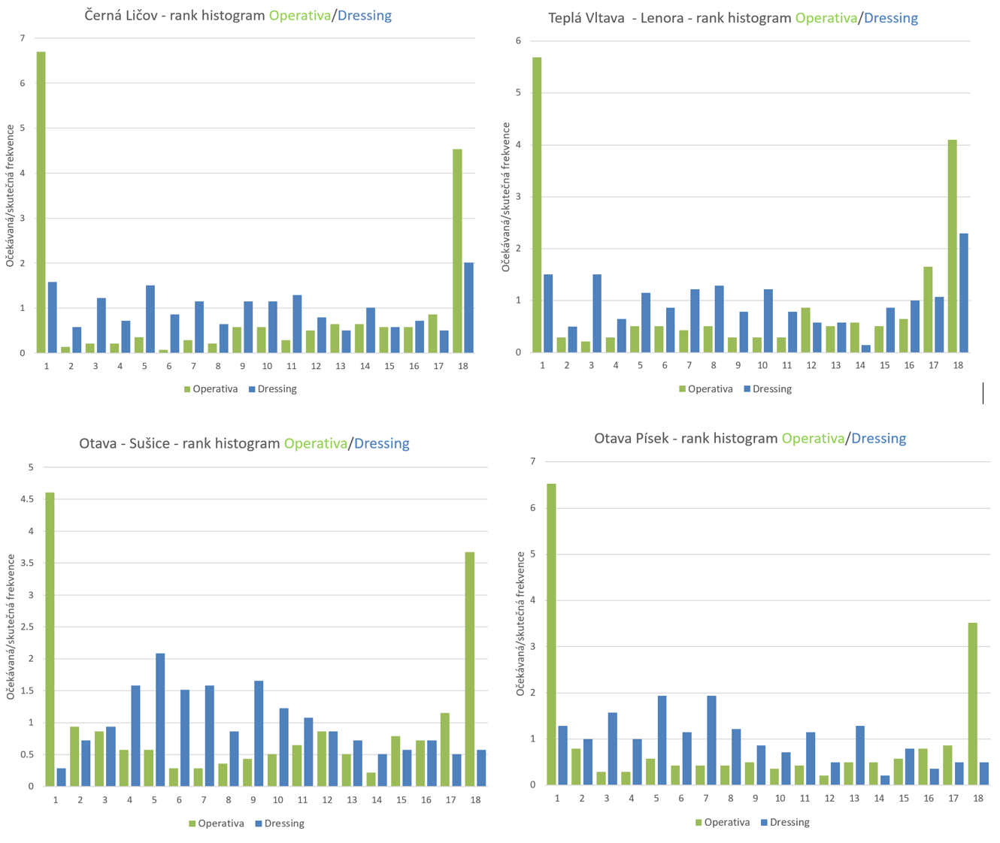 Černá Ličov - rank histogram Operativa/Dressing
Očekávaná/skutečná frekvence
7
6
5
4
3
2
1
0
1 2 3 4 5 6 7 8 9 10 11 12 13 14 15 16 17 18
Operativa Dressing
Teplá Vltava - Lenora - rank histogram Operativa/Dressing
Očekávaná/skutečná frekvence
6
5
4
3
2
1
0
1 2 3 4 5 6 7 8 9 10 11 12 13 14 15 16 17 18
Operativa Dressing
Otava - Sušice - rank histogram Operativa/Dressing
Očekávaná/skutečná frekvence
5
4.5
4
3.5
3
2.5
2
1.5
1
0.5
0
1 2 3 4 5 6 7 8 9 10 11 12 13 14 15 16 17 18
Operativa Dressing
Otava Písek - rank histogram Operativa/Dressing
Očekávaná/skutečná frekvence
7
6
5
4
3
2
1
0
1 2 3 4 5 6 7 8 9 10 11 12 13 14 15 16 17 18
Operativa Dressing